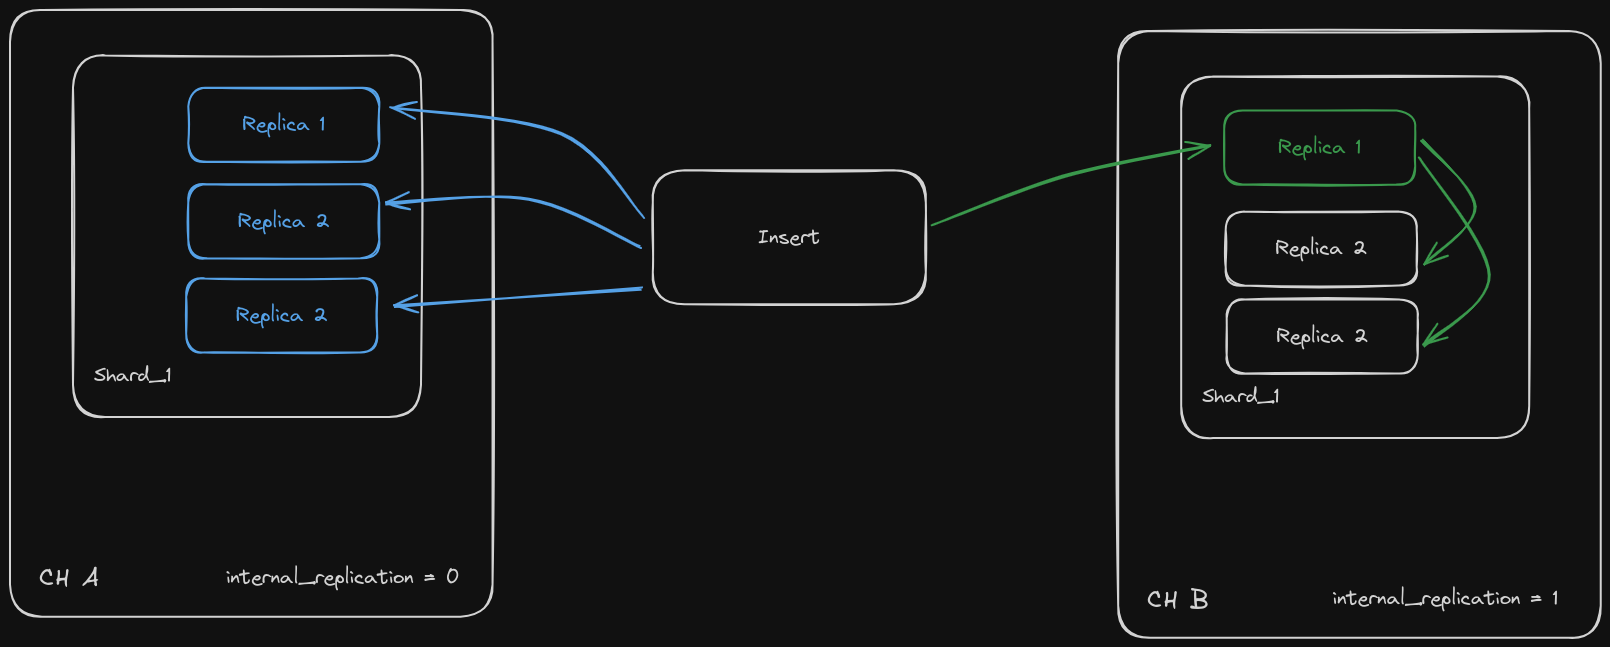 Replica 1
Replica 2
Replica 2
Shard_1
CH A
internal_replication = 0
Insert
Replica 1
Replica 2
Replica 2
Shard_1
CH B
internal_replication = 1